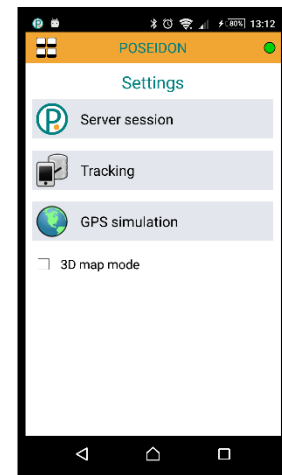 80% 13:12
POSEIDON
Settings
P Server session
Tracking
GPS simulation
3D map mode